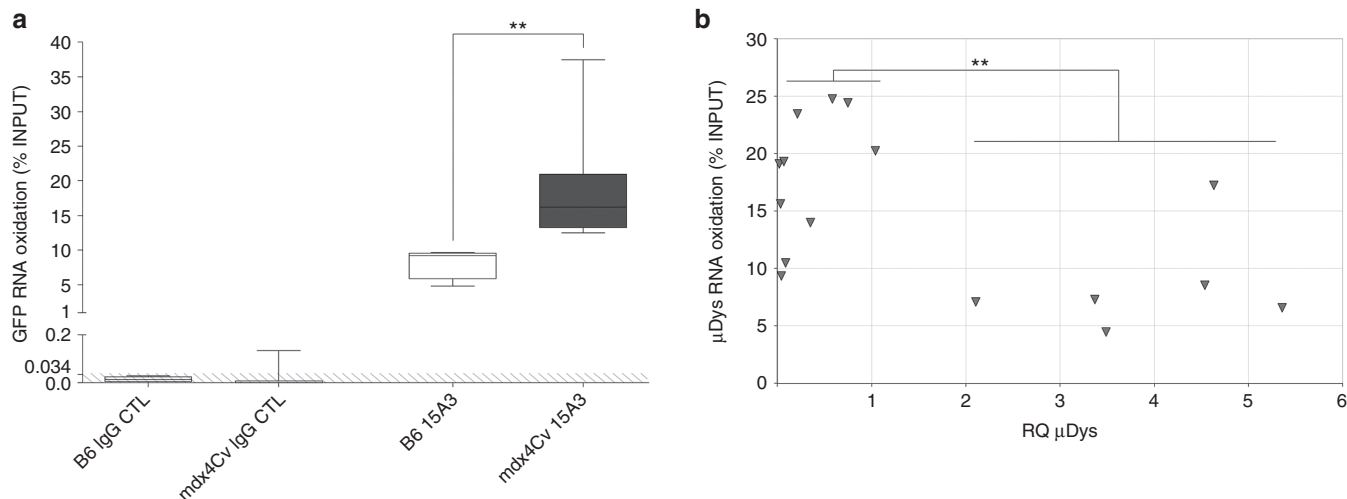 a
**
GFP RNA oxidation (% INPUT)
40
35
30
25
20
15
10
5
1
0.2
0.034
0.0
B6 IgG CTL
mdx4Cv IgG CTL
B6 15A3
mdx4Cv 15A3
b
**
μDys RNA oxidation (% INPUT)
30
25
20
15
10
5
0
1 2 3 4 5 6
RQ μDys